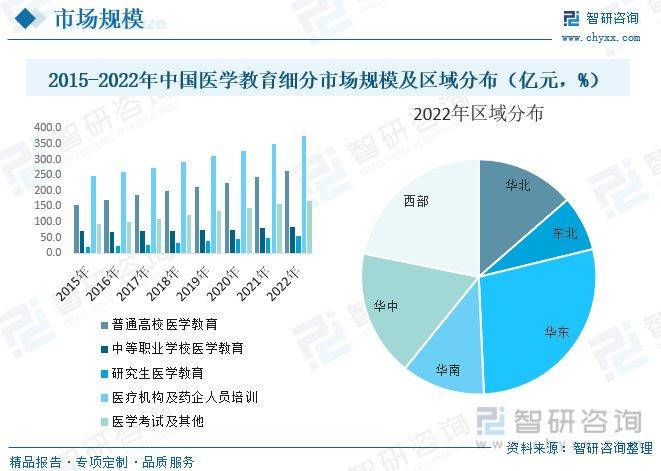 市场规模
智研咨询
www.chyxx.com
2015-2022年中国医学教育细分市场规模及区域分布（亿元，%）
400.0
350.0
300.0
250.0
200.0
150.0
100.0
50.0
0.0
2015年
2016年
2017年
2018年
2019年
2020年
2021年
2022年
普通高校医学教育
中等职业学校医学教育
研究生医学教育
医疗机构及药企人员培训
医学考试及其他
2022年区域分布
华北
东北
华东
华南
华中
西部
智研咨询
www.chyxx.com
精品报告·专项定制·品质服务
资料来源：智研咨询整理